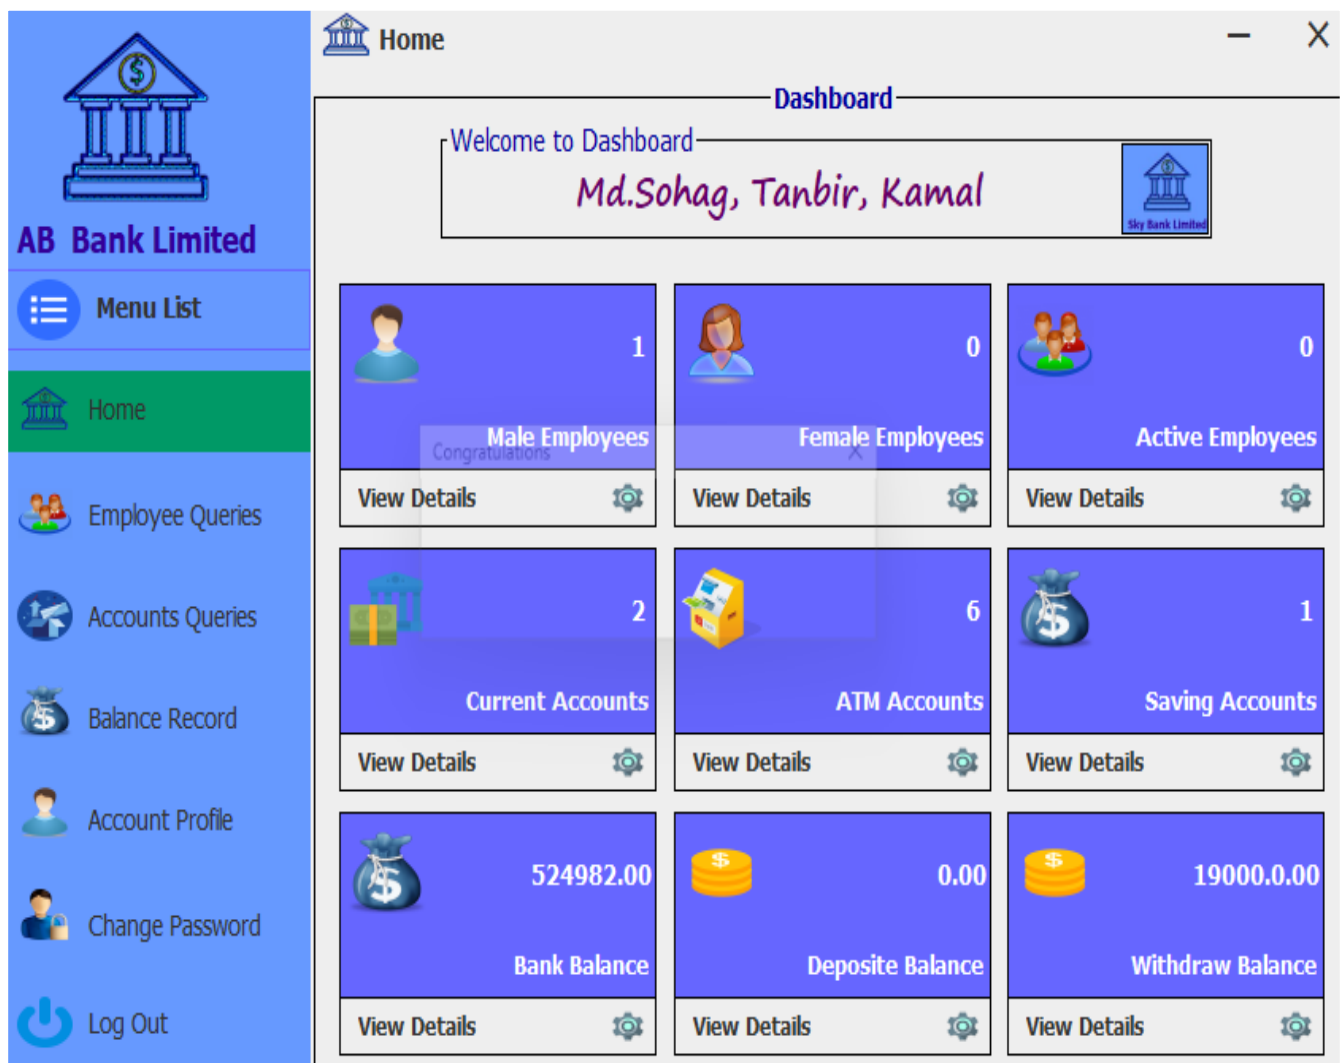 Home
Dashboard
Welcome to Dashboard
Md.Sohag, Tanbir, Kamal
Sky Bank Limited
AB Bank Limited
Menu List
Home
Employee Queries
Accounts Queries
Balance Record
Account Profile
Change Password
Log Out
1
Male Employees
View Details
0
Female Employees
View Details
0
Active Employees
View Details
Congratulations
2
Current Accounts
View Details
6
ATM Accounts
View Details
1
Saving Accounts
View Details
524982.00
Bank Balance
View Details
0.00
Deposite Balance
View Details
19000.0.00
Withdraw Balance
View Details